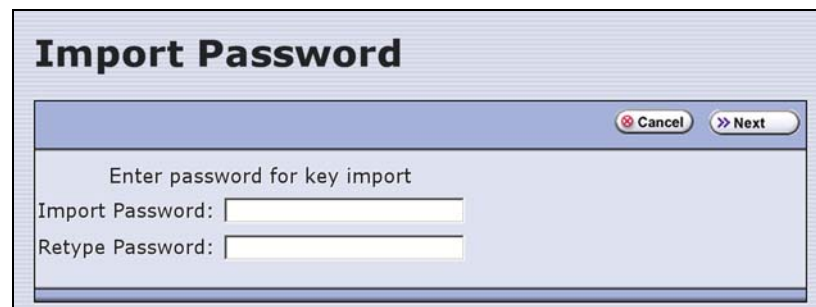 Import Password
Cancel
Next
Enter password for key import
Import Password:
Retype Password: